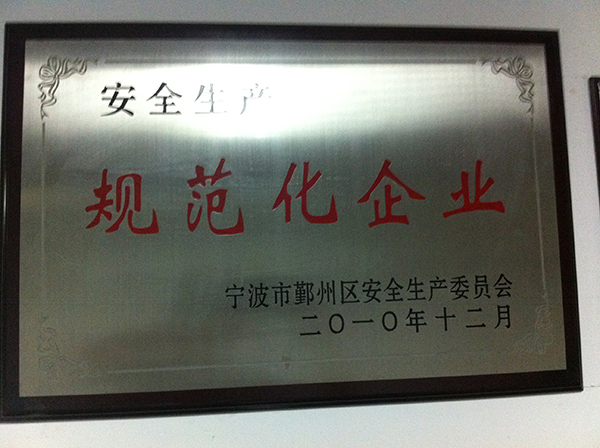 安全生产
规范化企业
宁波市鄞州区安全生产委员会
二〇一〇年十二月